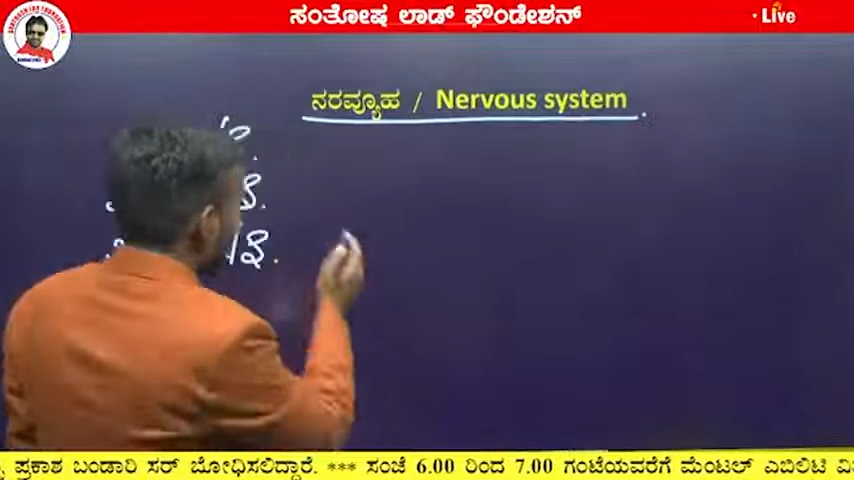 ಸಂತೋಷ ಲಾಡ್ ಫೌಂಡೇಶನ್
Live
ನರವ್ಯೂಹ / Nervous system
ಪ್ರಕಾಶ ಬಂಡಾರಿ ಸರ್ ಬೋಧಿಸಲಿದ್ದಾರೆ. *** ಸಂಜೆ 6.00 ರಿಂದ 7.00 ಗಂಟೆಯವರೆಗೆ ಮೆಂಟಲ್ ಎಬಿಲಿಟಿ